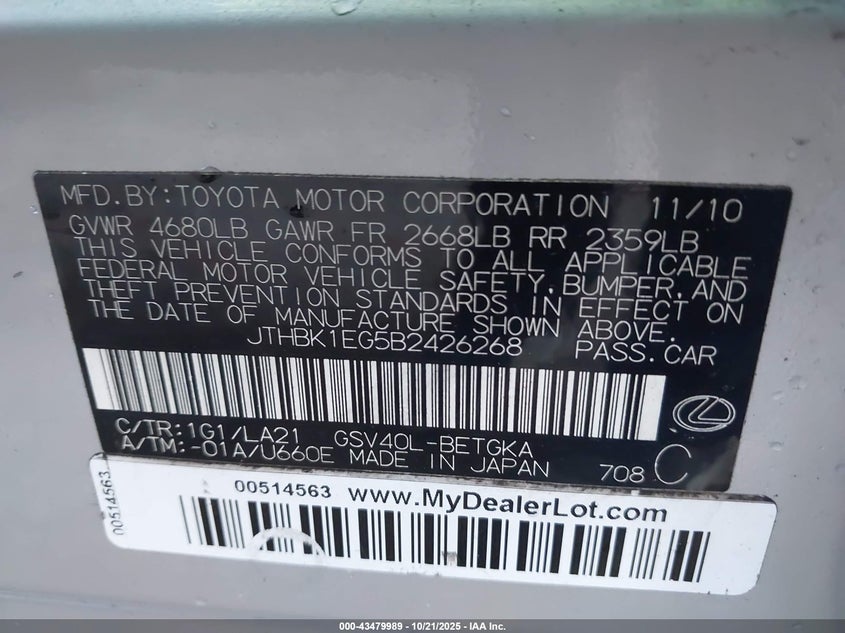 MFD.BY:TOYOTA MOTOR CORPORATION 11/10
GVWR 4680LB GAWR FR 2668LB RR 2359LB
THIS VEHICLE CONFORMS TO ALL APPLICABLE
FEDERAL MOTOR VEHICLE SAFETY,BUMPER,AND
THEFT PREVENTION STANDARDS IN EFFECT ON
THE DATE OF MANUFACTURE SHOWN ABOVE.
JTHBK1EG5B2426268 PASS.CAR
C/TR:1G1/LA21 GSV40L-BETGKA
A/TM:-01A/U660E MADE IN JAPAN 708 C
00514563
00514563 www.MyDealerLot.com
000-43479989 - 10/21/2025 - IAA Inc.